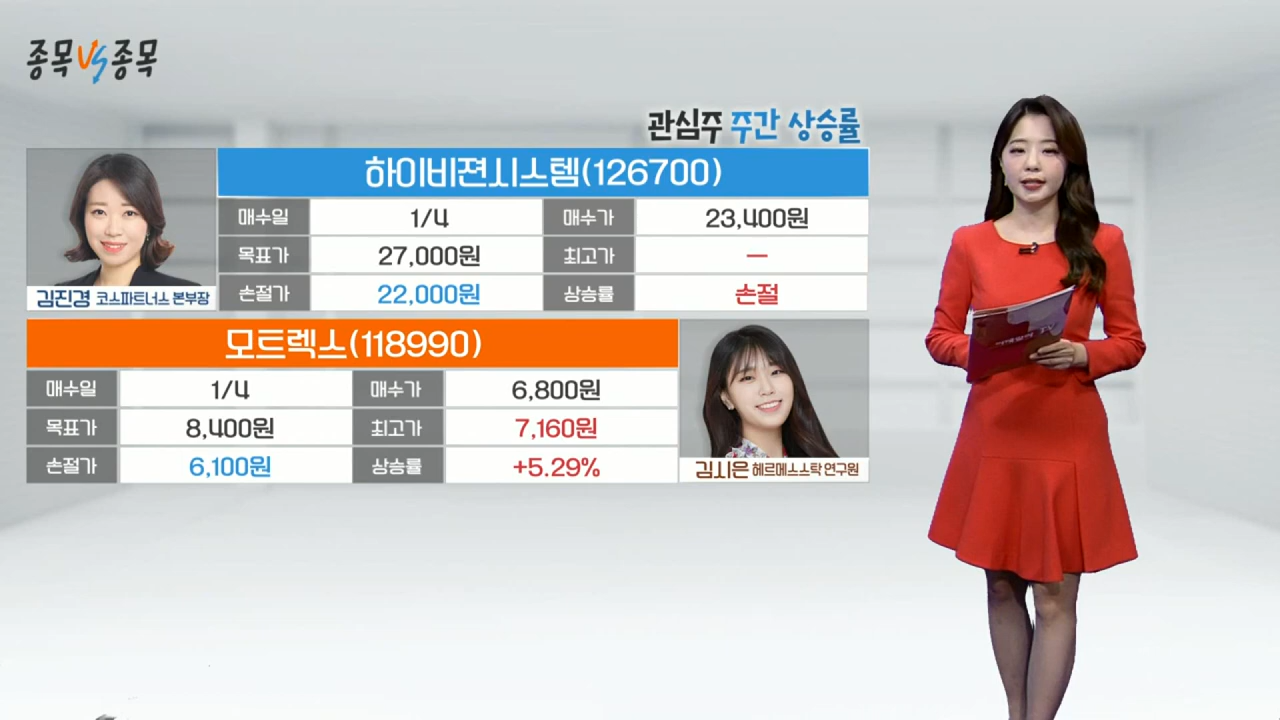 종목 VS 종목
관심주 주간 상승률
하이비젼시스템(126700)
매수일 1/4 매수가 23,400원
목표가 27,000원 최고가 —
손절가 22,000원 상승률 손절
김진경 코스파트너스 본부장
모트렉스(118990)
매수일 1/4 매수가 6,800원
목표가 8,400원 최고가 7,160원
손절가 6,100원 상승률 +5.29%
김시은 헤르메스스탁 연구원